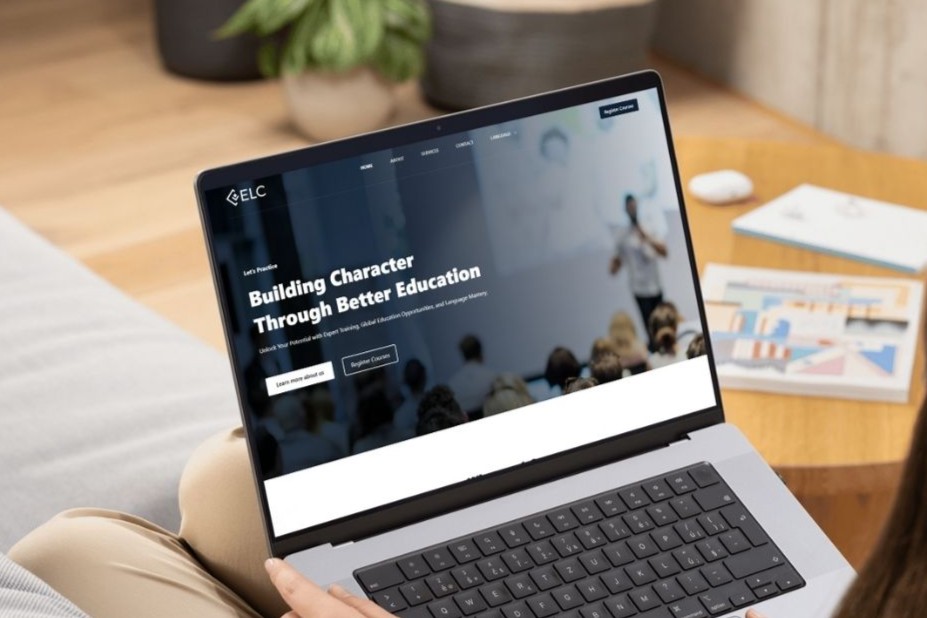 Register Courses
HOME ABOUT SERVICES CONTACT LANGUAGE
ELC
Let's Practice
Building Character
Through Better Education
Unlock Your Potential with Expert Training, Global Education Opportunities, and Language Mastery.
Learn more about us
Register Courses
Q W E R T Z U I O P
D F G H J K L
B N M